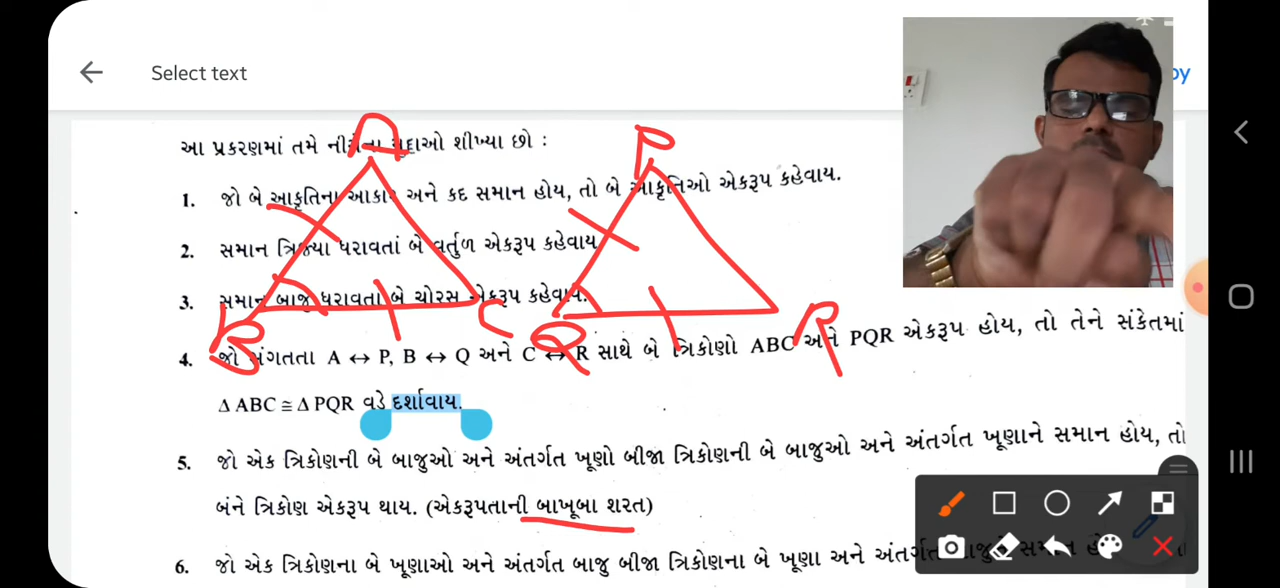 Select text
આ પ્રકરણમાં તમે નીચેના મુદ્દાઓ શીખ્યા છો :
1. જો બે આકૃતિના આકાર અને કદ સમાન હોય, તો બે આકૃતિઓ એકરૂપ કહેવાય.
2. સમાન ત્રિજ્યા ધરાવતાં બે વર્તુળ એકરૂપ કહેવાય.
3. સમાન બાજુ ધરાવતા બે ચોરસ એકરૂપ કહેવાય.
4. જો સંગતતા A ↔ P, B ↔ Q અને C ↔ R સાથે બે ત્રિકોણો ABC અને PQR એકરૂપ હોય, તો તેને સંકેતમાં
Δ ABC ≅ Δ PQR વડે દર્શાવાય.
5. જો એક ત્રિકોણની બે બાજુઓ અને અંતર્ગત ખૂણો બીજા ત્રિકોણની બે બાજુઓ અને અંતર્ગત ખૂણાને સમાન હોય, તો
બંને ત્રિકોણ એકરૂપ થાય. (એકરૂપતાની બાખૂબા શરત)
6. જો એક ત્રિકોણના બે ખૂણાઓ અને અંતર્ગત બાજુ બીજા ત્રિકોણના બે ખૂણા અને અંતર્ગત
A
B
C
P
Q
R